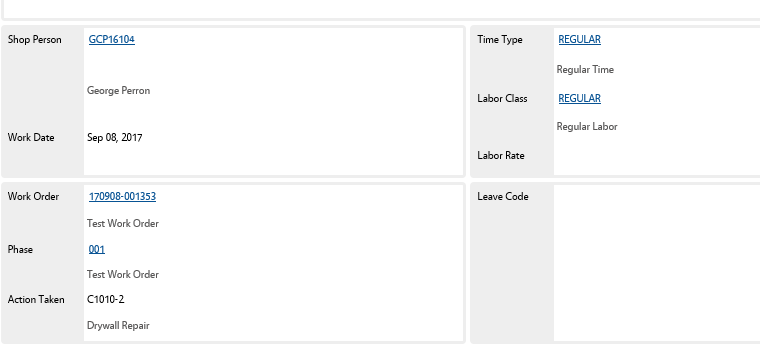 Shop Person GCP16104
George Perron
Work Date Sep 08, 2017
Time Type REGULAR
Regular Time
Labor Class REGULAR
Regular Labor
Labor Rate
Work Order 170908-001353
Test Work Order
Phase 001
Test Work Order
Action Taken C1010-2
Drywall Repair
Leave Code